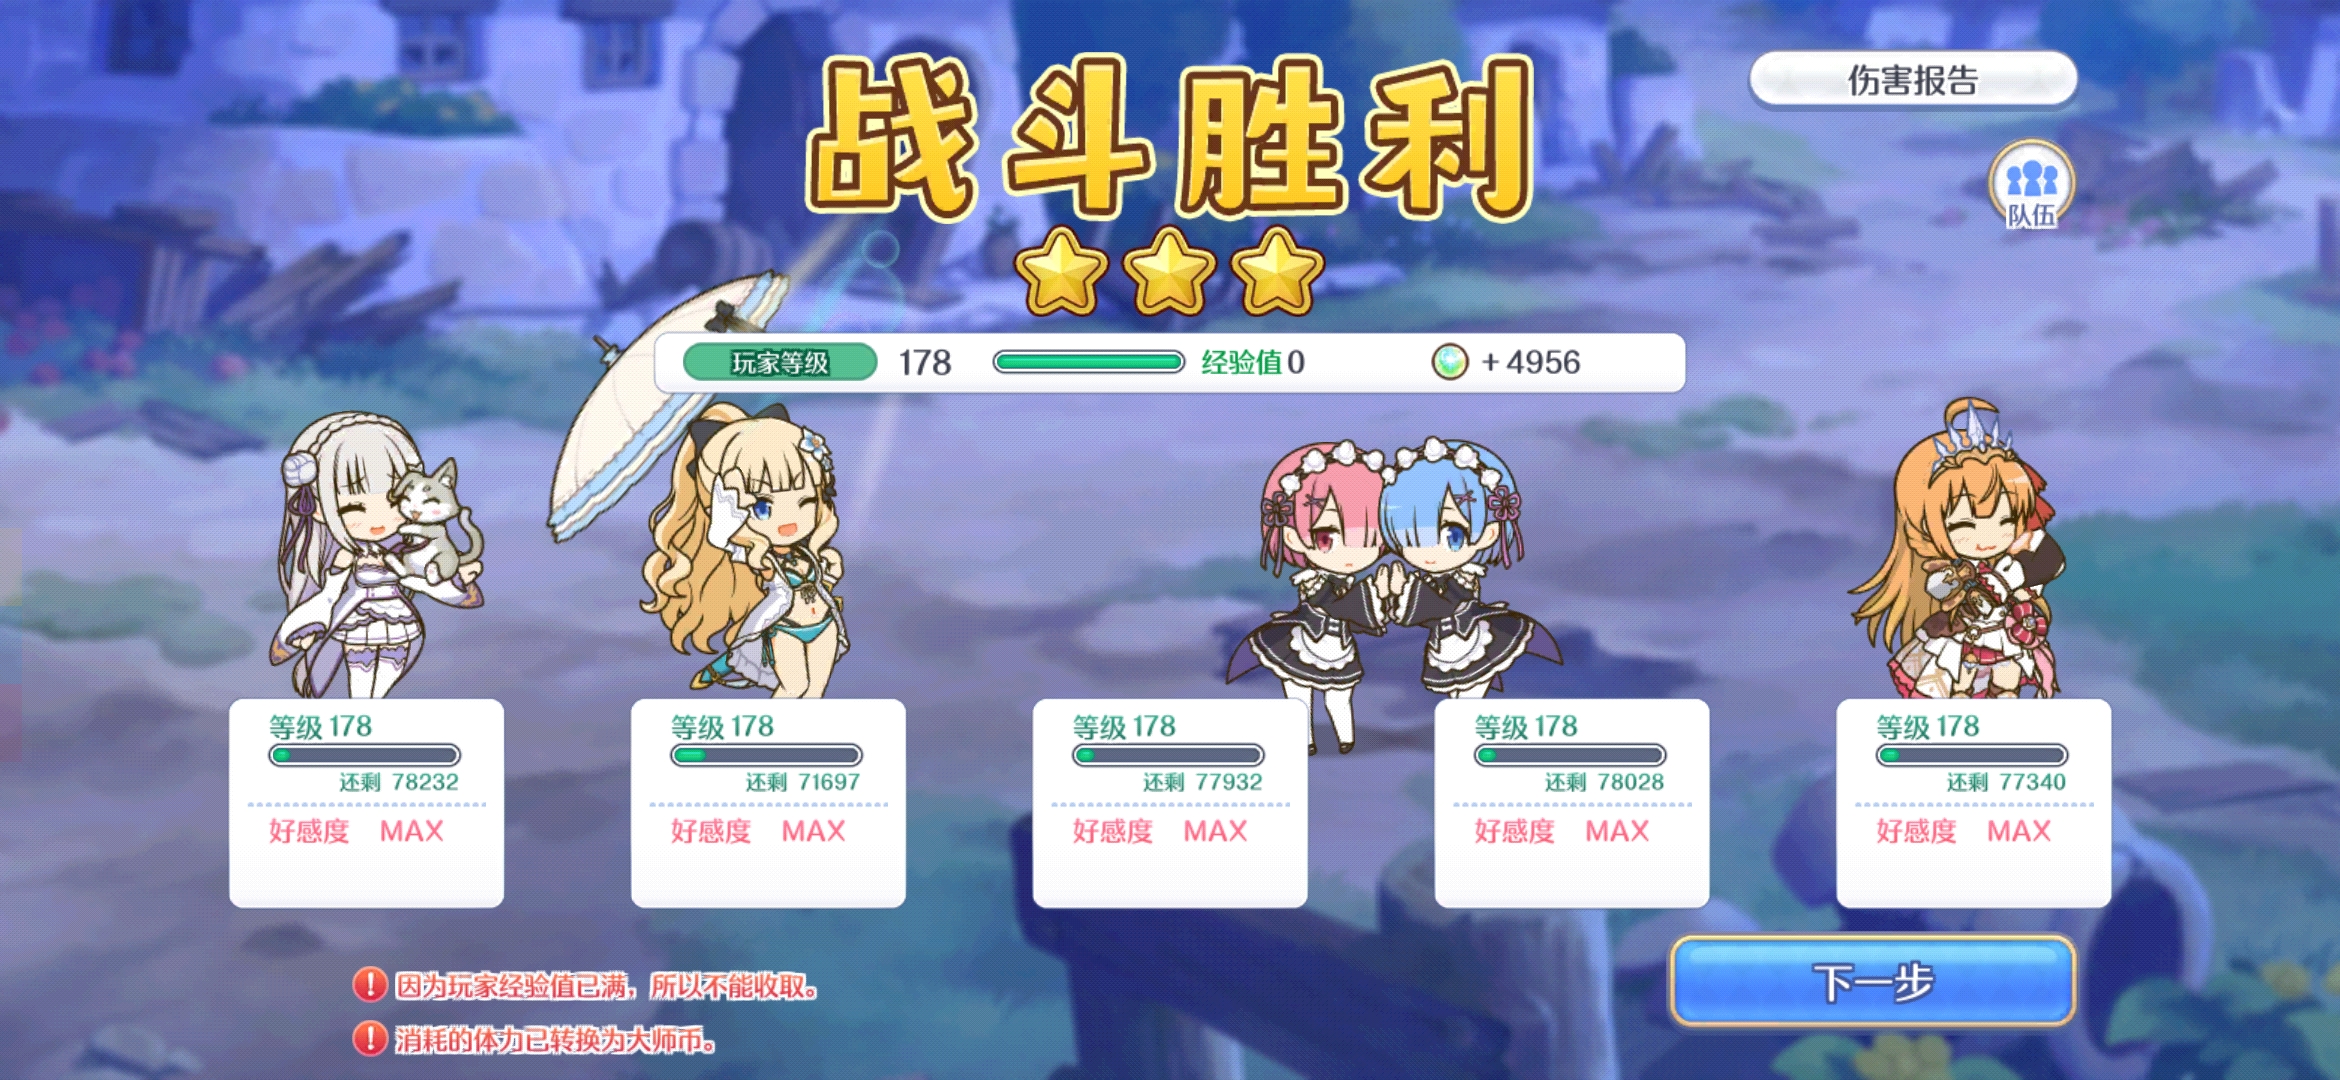 战斗胜利
伤害报告
队伍
玩家等级 178 经验值 0 + 4956
等级 178
还剩 78232
好感度 MAX
等级 178
还剩 71697
好感度 MAX
等级 178
还剩 77932
好感度 MAX
等级 178
还剩 78028
好感度 MAX
等级 178
还剩 77340
好感度 MAX
因为玩家经验值已满，所以不能收取。
消耗的体力已转换为大师币。
下一步